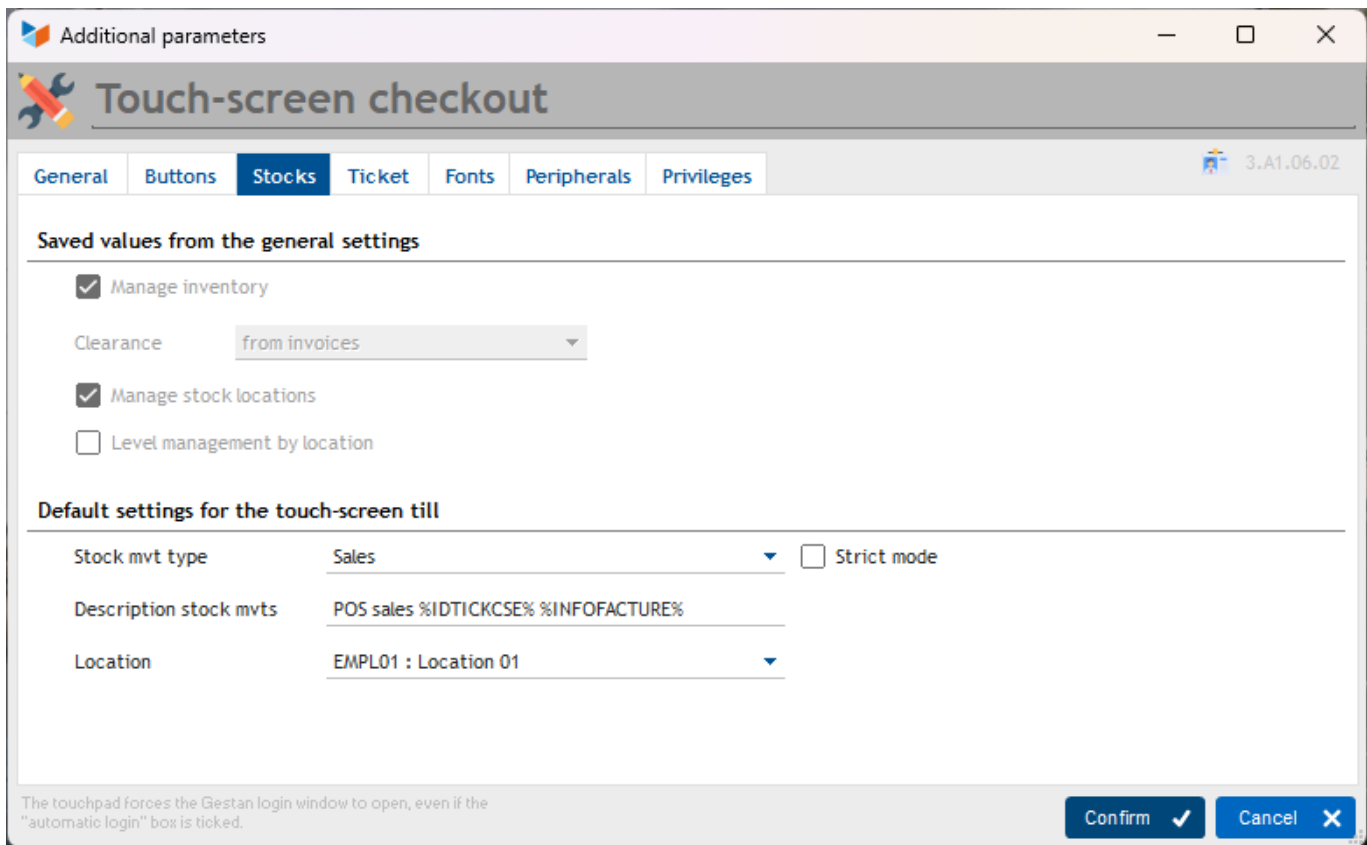 Additional parameters
Touch-screen checkout
General Buttons Stocks Ticket Fonts Peripherals Privileges 3.A1.06.02
Saved values from the general settings
Manage inventory
Clearance from invoices
Manage stock locations
Level management by location
Default settings for the touch-screen till
Stock mvt type Sales Strict mode
Description stock mvts POS sales %IDTICKCSE% %INFOFACTURE%
Location EMPL01 : Location 01
The touchpad forces the Gestan login window to open, even if the
"automatic login" box is ticked.
Confirm Cancel